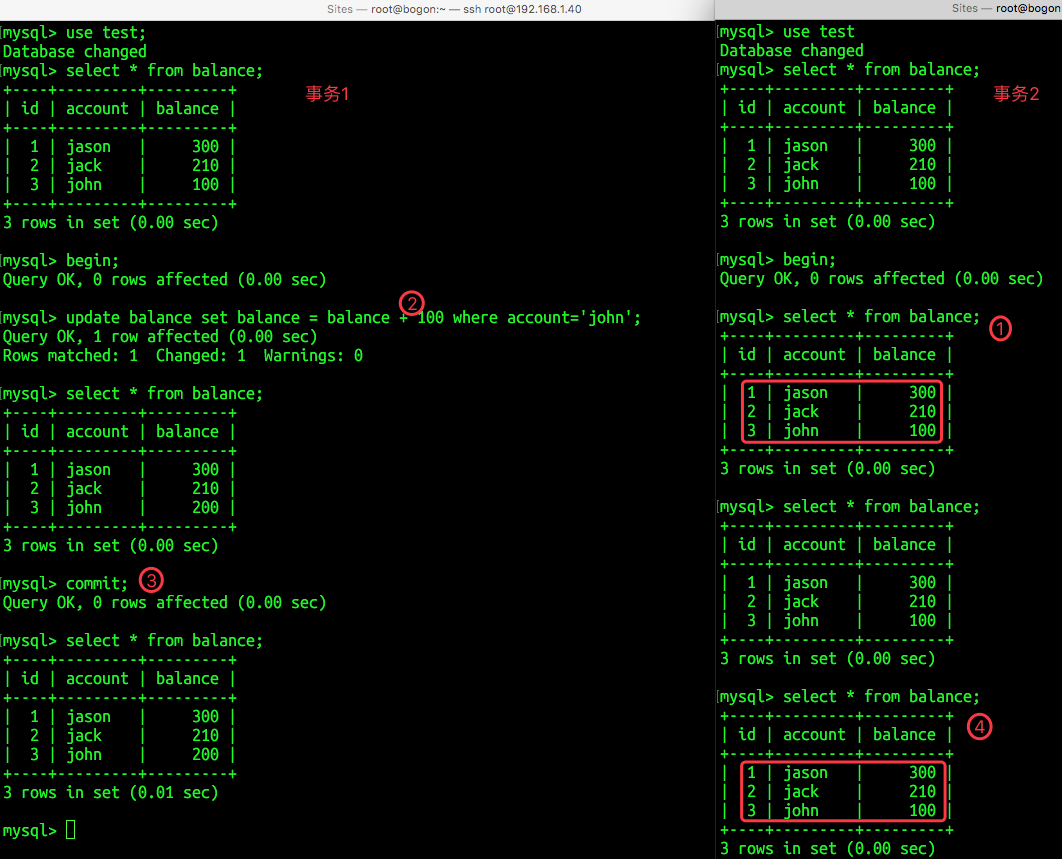 Sites — root@bogon:~ — ssh root@192.168.1.40
mysql> use test;
Database changed
mysql> select * from balance;
事务1
+----+---------+---------+
| id | account | balance |
+----+---------+---------+
|  1 | jason   |     300 |
|  2 | jack    |     210 |
|  3 | john    |     100 |
+----+---------+---------+
3 rows in set (0.00 sec)
mysql> begin;
Query OK, 0 rows affected (0.00 sec)
②
mysql> update balance set balance = balance + 100 where account='john';
Query OK, 1 row affected (0.00 sec)
Rows matched: 1  Changed: 1  Warnings: 0
mysql> select * from balance;
+----+---------+---------+
| id | account | balance |
+----+---------+---------+
|  1 | jason   |     300 |
|  2 | jack    |     210 |
|  3 | john    |     200 |
+----+---------+---------+
3 rows in set (0.00 sec)
mysql> commit; ③
Query OK, 0 rows affected (0.00 sec)
mysql> select * from balance;
+----+---------+---------+
| id | account | balance |
+----+---------+---------+
|  1 | jason   |     300 |
|  2 | jack    |     210 |
|  3 | john    |     200 |
+----+---------+---------+
3 rows in set (0.01 sec)
mysql>
Sites — root@bogon
mysql> use test
Database changed
mysql> select * from balance;
事务2
+----+---------+---------+
| id | account | balance |
+----+---------+---------+
|  1 | jason   |     300 |
|  2 | jack    |     210 |
|  3 | john    |     100 |
+----+---------+---------+
3 rows in set (0.00 sec)
mysql> begin;
Query OK, 0 rows affected (0.00 sec)
mysql> select * from balance; ①
+----+---------+---------+
| id | account | balance |
+----+---------+---------+
|  1 | jason   |     300 |
|  2 | jack    |     210 |
|  3 | john    |     100 |
+----+---------+---------+
3 rows in set (0.00 sec)
mysql> select * from balance;
+----+---------+---------+
| id | account | balance |
+----+---------+---------+
|  1 | jason   |     300 |
|  2 | jack    |     210 |
|  3 | john    |     100 |
+----+---------+---------+
3 rows in set (0.00 sec)
mysql> select * from balance;
+----+---------+---------+
| id | account | balance | ④
+----+---------+---------+
|  1 | jason   |     300 |
|  2 | jack    |     210 |
|  3 | john    |     100 |
+----+---------+---------+
3 rows in set (0.00 sec)